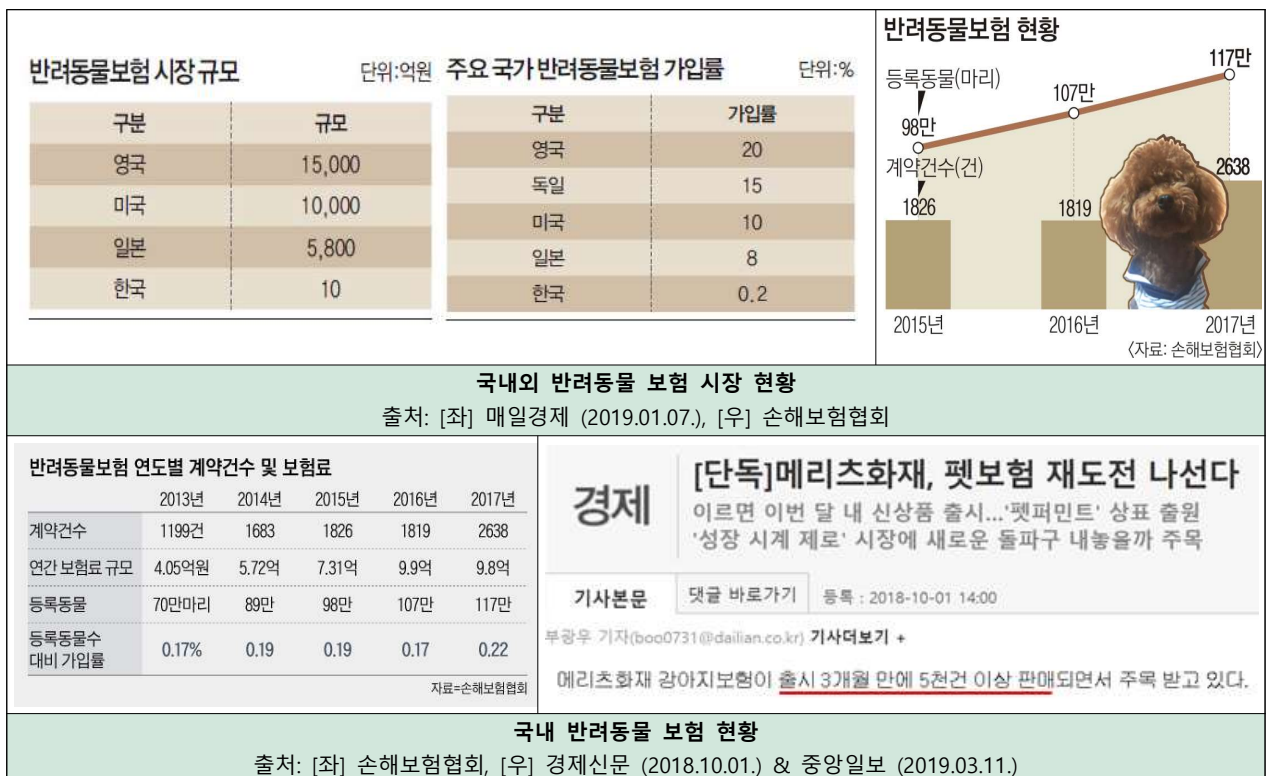 반려동물보험 시장 규모 단위:억원
구분 규모
영국 15,000
미국 10,000
일본 5,800
한국 10
주요 국가 반려동물보험 가입률 단위:%
구분 가입률
영국 20
독일 15
미국 10
일본 8
한국 0.2
반려동물보험 현황
등록동물(마리)
98만
107만
117만
계약건수(건)
1826
1819
2638
2015년 2016년 2017년
〈자료: 손해보험협회〉
국내외 반려동물 보험 시장 현황
출처: [좌] 매일경제 (2019.01.07.), [우] 손해보험협회
반려동물보험 연도별 계약건수 및 보험료
2013년 2014년 2015년 2016년 2017년
계약건수 1199건 1683 1826 1819 2638
연간 보험료 규모 4.05억원 5.72억 7.31억 9.9억 9.8억
등록동물 70만마리 89만 98만 107만 117만
등록동물수
대비 가입률 0.17% 0.19 0.19 0.17 0.22
자료=손해보험협회
경제
[단독]메리츠화재, 펫보험 재도전 나선다
이르면 이번 달 내 신상품 출시...'펫퍼민트' 상표 출원
'성장 시계 제로' 시장에 새로운 돌파구 내놓을까 주목
기사본문 댓글 바로가기 등록 : 2018-10-01 14:00
부광우 기자(boo0731@dailian.co.kr) 기사더보기 +
메리츠화재 강아지보험이 출시 3개월 만에 5천건 이상 판매되면서 주목 받고 있다.
국내 반려동물 보험 현황
출처: [좌] 손해보험협회, [우] 경제신문 (2018.10.01.) & 중앙일보 (2019.03.11.)